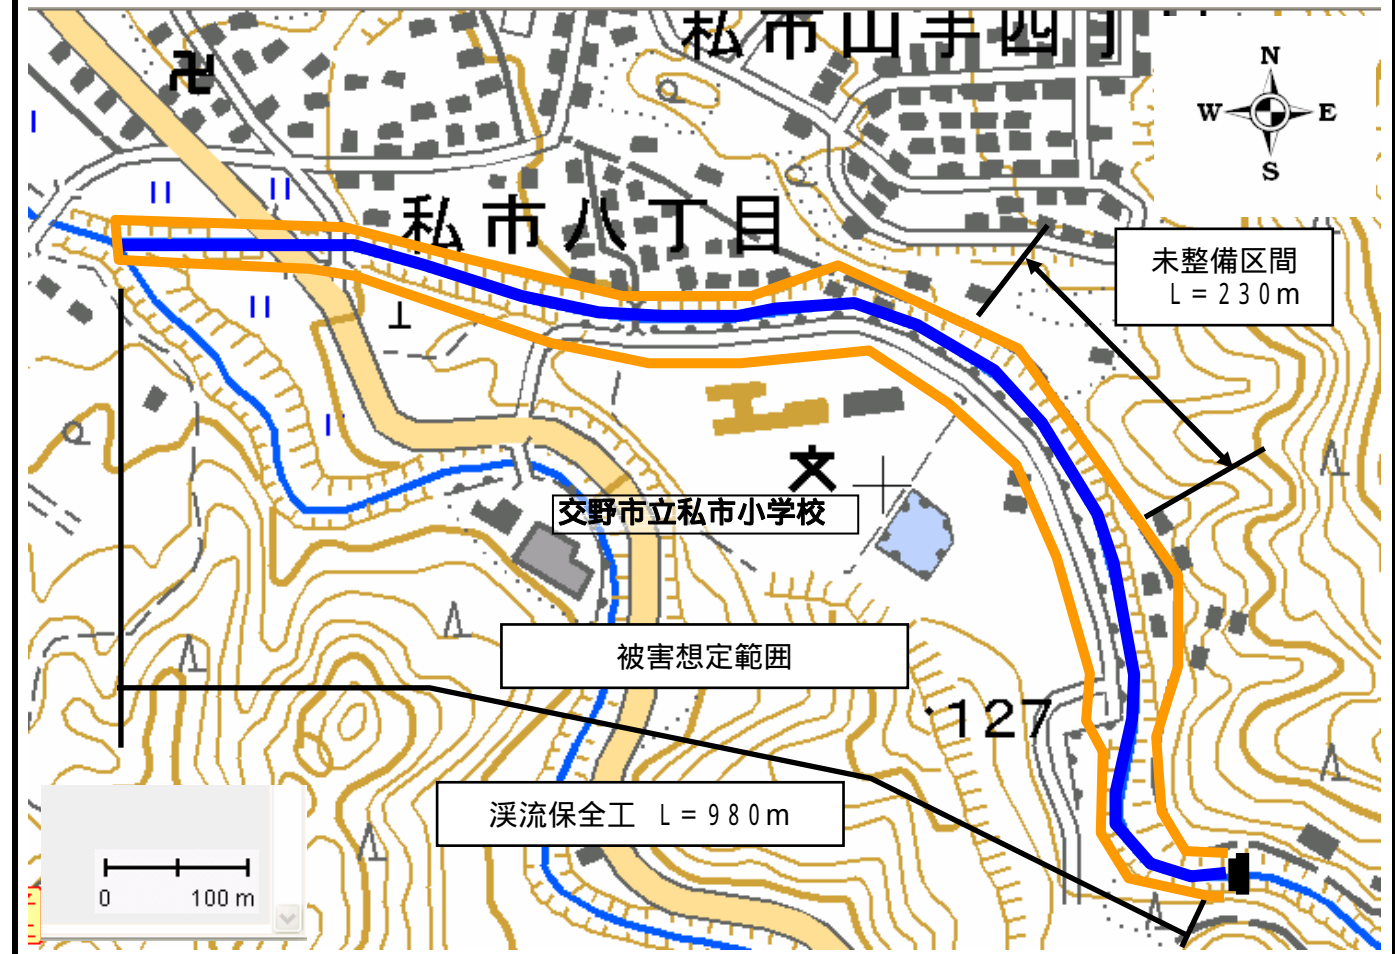 私市山手四丁
N
W E
S
私市八丁目
未整備区間
L=230m
交野市立私市小学校
被害想定範囲
127
渓流保全工 L=980m
0 100 m